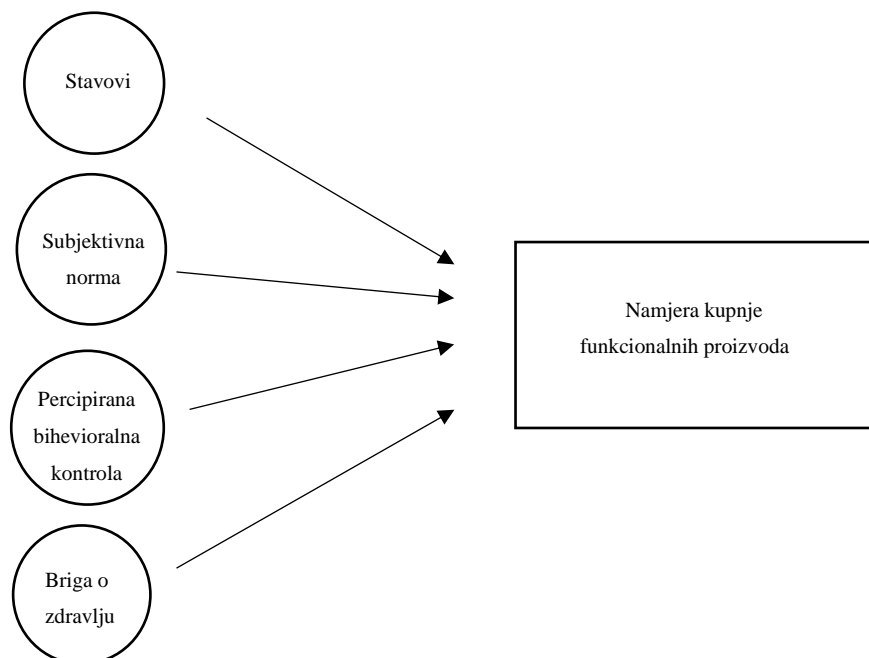 Stavovi
Subjektivna
norma
Percipirana
bihevioralna
kontrola
Briga o
zdravlju
Namjera kupnje
funkcionalnih proizvoda